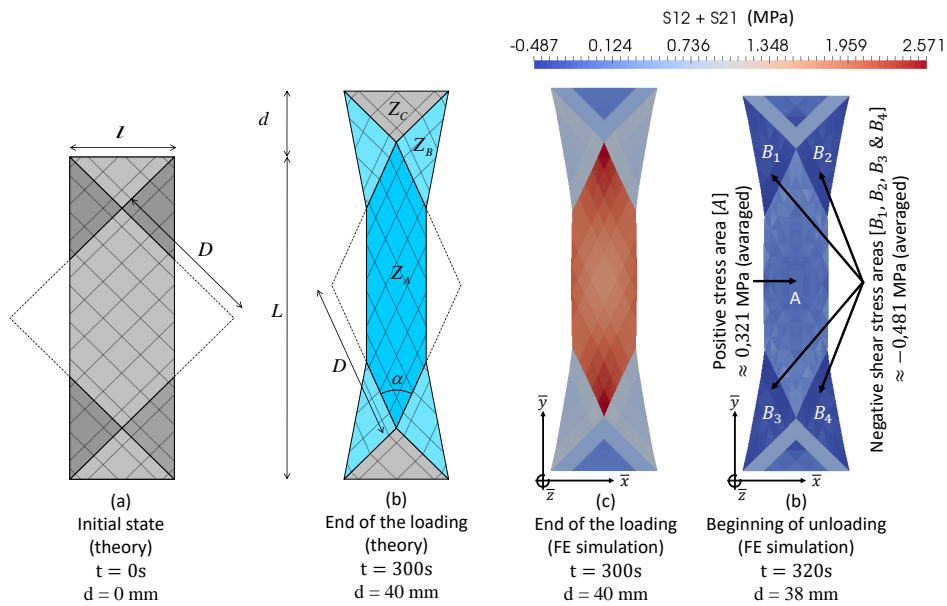 S12 + S21 (MPa)
-0.487 0.124 0.736 1.348 1.959 2.571
l
D
L
d
Z_C
Z_B
Z_A
D
α
A
B_1
B_2
B_3
B_4
Positive stress area [A]
≈ 0,321 MPa (avaraged)
Negative shear stress areas [B_1, B_2, B_3 & B_4]
≈ −0,481 MPa (averaged)
y̅
z̅
x̅
y̅
z̅
x̅
(a)
Initial state
(theory)
t = 0s
d = 0 mm
(b)
End of the loading
(theory)
t = 300s
d = 40 mm
(c)
End of the loading
(FE simulation)
t = 300s
d = 40 mm
(b)
Beginning of unloading
(FE simulation)
t = 320s
d = 38 mm